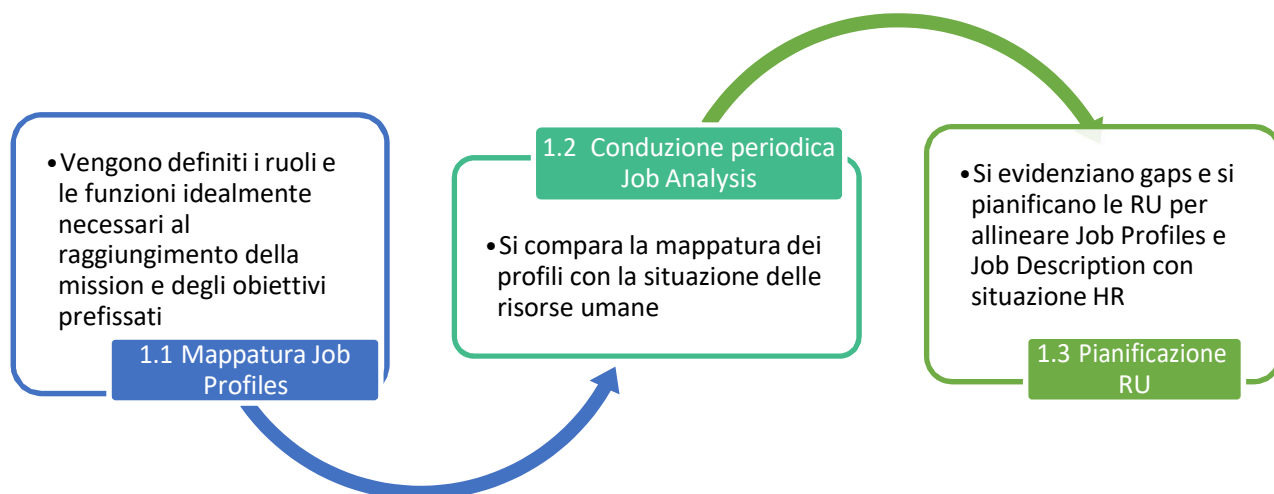 •Vengono definiti i ruoli e
le funzioni idealmente
necessari al
raggiungimento della
mission e degli obiettivi
prefissati
1.1 Mappatura Job
Profiles
1.2 Conduzione periodica
Job Analysis
•Si compara la mappatura dei
profili con la situazione delle
risorse umane
•Si evidenziano gaps e si
pianificano le RU per
allineare Job Profiles e
Job Description con
situazione HR
1.3 Pianificazione
RU